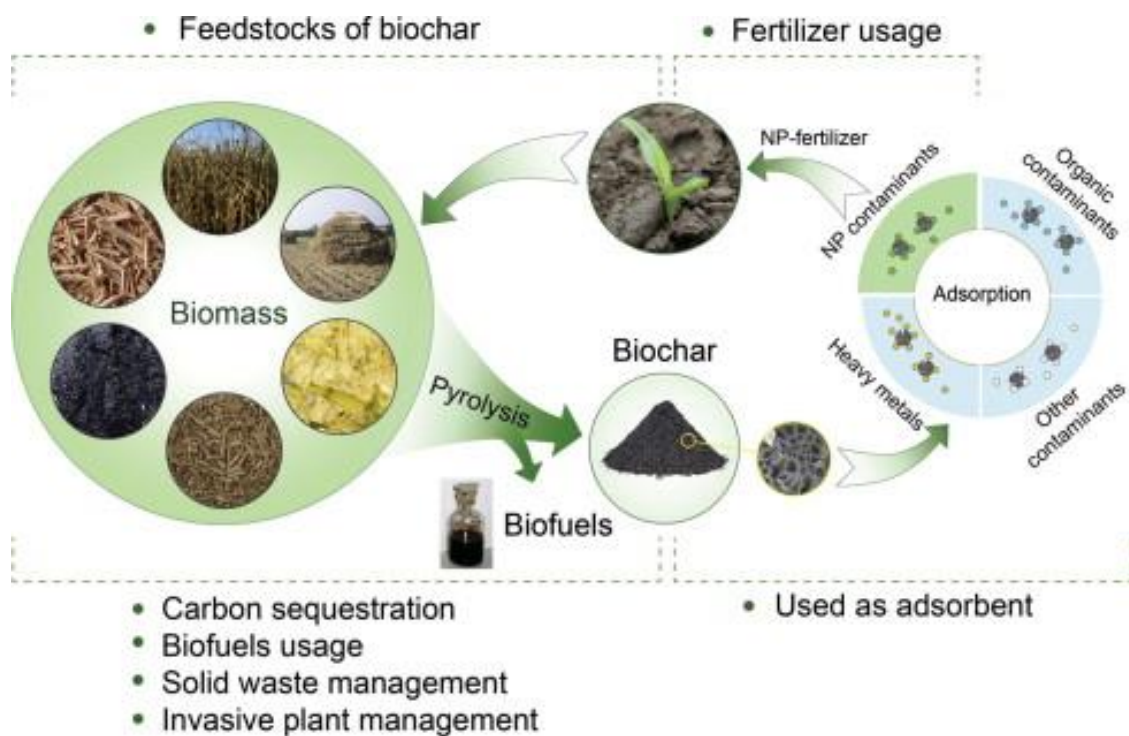 • Feedstocks of biochar
• Fertilizer usage
NP-fertilizer
NP contaminants
Organic
contaminants
Biomass
Adsorption
Biochar
Pyrolysis
Heavy metals
Other
contaminants
Biofuels
• Carbon sequestration
• Biofuels usage
• Solid waste management
• Invasive plant management
• Used as adsorbent